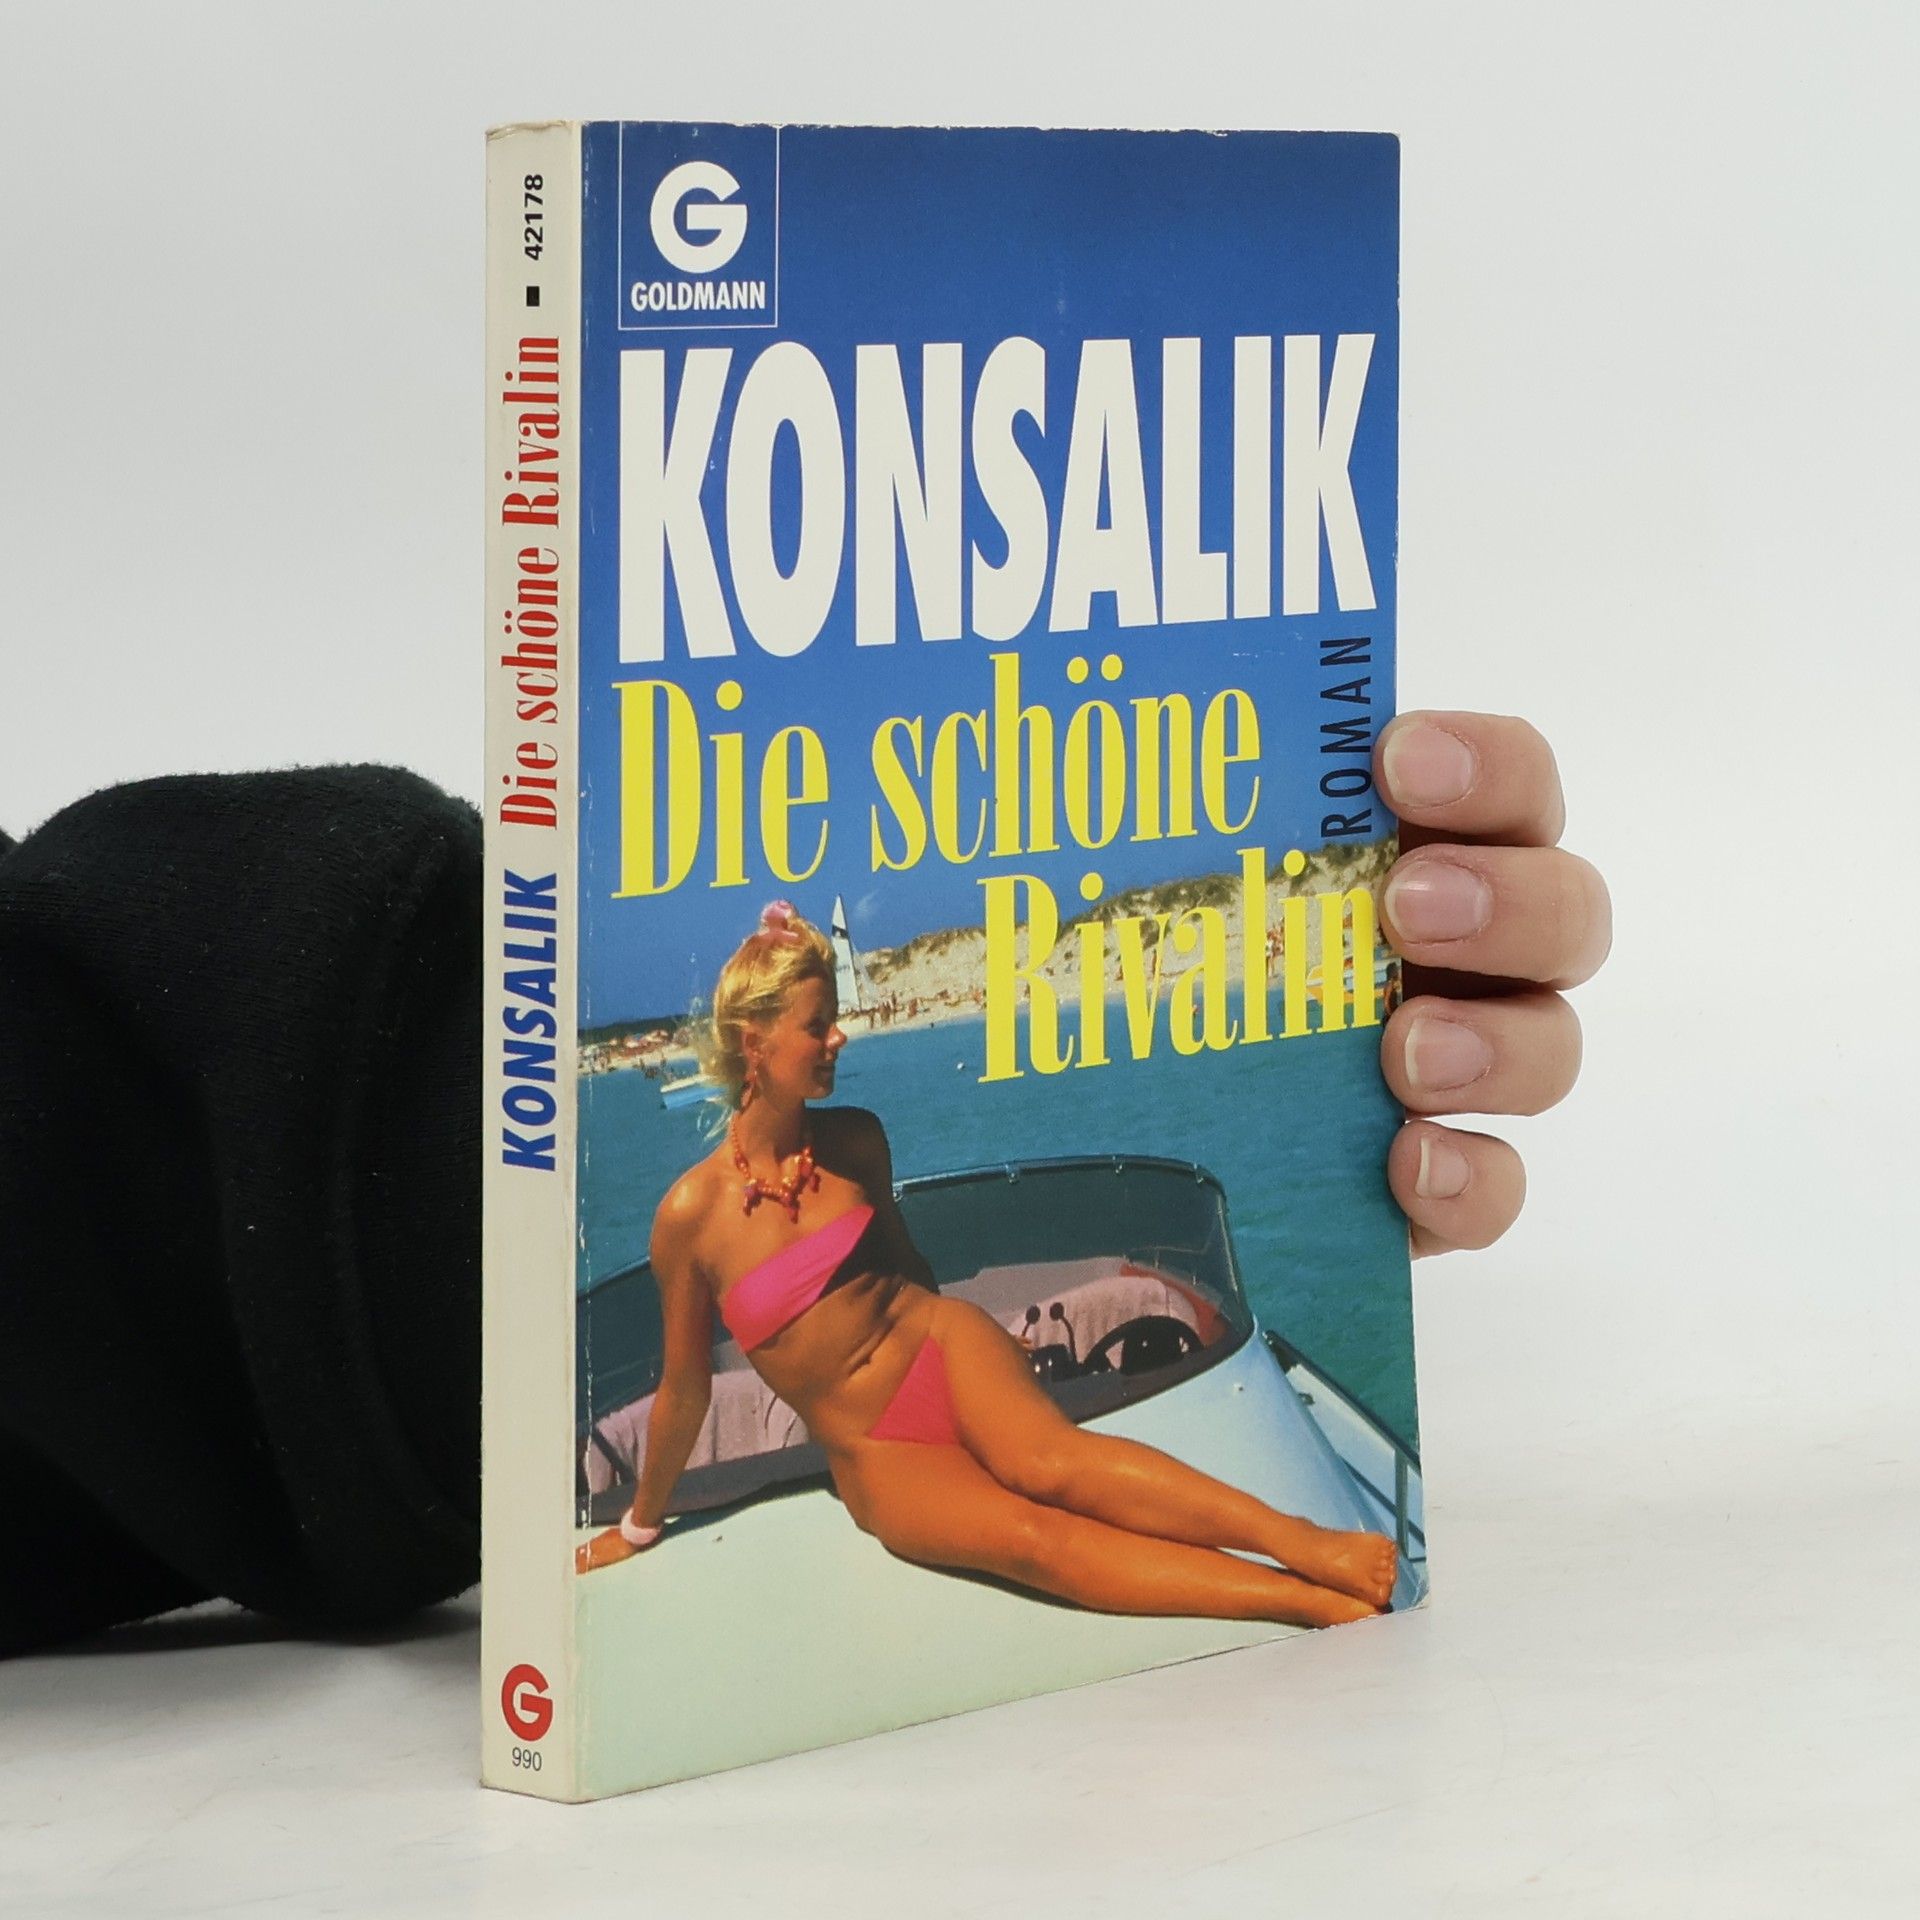 G
GOLDMANN
KONSALIK
Die schöne
Rivalin
ROMAN
KONSALIK Die schöne Rivalin ■ 42178
G
990